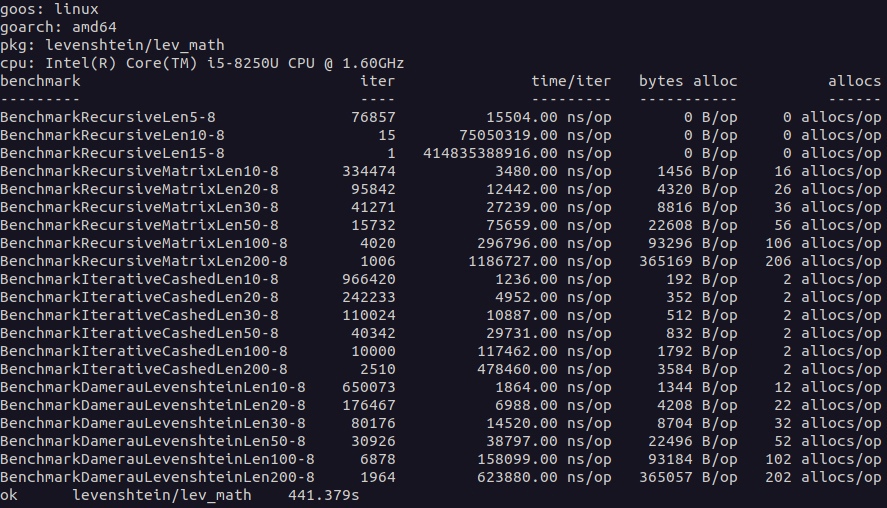 goos: linux
goarch: amd64
pkg: levenshtein/lev_math
cpu: Intel(R) Core(TM) i5-8250U CPU @ 1.60GHz
benchmark                               iter               time/iter   bytes alloc          allocs
---------                               ----               ---------   -----------          ------
BenchmarkRecursiveLen5-8               76857          15504.00 ns/op        0 B/op     0 allocs/op
BenchmarkRecursiveLen10-8                 15       75050319.00 ns/op        0 B/op     0 allocs/op
BenchmarkRecursiveLen15-8                  1   414835388916.00 ns/op        0 B/op     0 allocs/op
BenchmarkRecursiveMatrixLen10-8       334474           3480.00 ns/op     1456 B/op    16 allocs/op
BenchmarkRecursiveMatrixLen20-8        95842          12442.00 ns/op     4320 B/op    26 allocs/op
BenchmarkRecursiveMatrixLen30-8        41271          27239.00 ns/op     8816 B/op    36 allocs/op
BenchmarkRecursiveMatrixLen50-8        15732          75659.00 ns/op    22608 B/op    56 allocs/op
BenchmarkRecursiveMatrixLen100-8        4020         296796.00 ns/op    93296 B/op   106 allocs/op
BenchmarkRecursiveMatrixLen200-8        1006        1186727.00 ns/op   365169 B/op   206 allocs/op
BenchmarkIterativeCashedLen10-8       966420           1236.00 ns/op      192 B/op     2 allocs/op
BenchmarkIterativeCashedLen20-8       242233           4952.00 ns/op      352 B/op     2 allocs/op
BenchmarkIterativeCashedLen30-8       110024          10887.00 ns/op      512 B/op     2 allocs/op
BenchmarkIterativeCashedLen50-8        40342          29731.00 ns/op      832 B/op     2 allocs/op
BenchmarkIterativeCashedLen100-8       10000         117462.00 ns/op     1792 B/op     2 allocs/op
BenchmarkIterativeCashedLen200-8        2510         478460.00 ns/op     3584 B/op     2 allocs/op
BenchmarkDamerauLevenshteinLen10-8    650073           1864.00 ns/op     1344 B/op    12 allocs/op
BenchmarkDamerauLevenshteinLen20-8    176467           6988.00 ns/op     4208 B/op    22 allocs/op
BenchmarkDamerauLevenshteinLen30-8     80176          14520.00 ns/op     8704 B/op    32 allocs/op
BenchmarkDamerauLevenshteinLen50-8     30926          38797.00 ns/op    22496 B/op    52 allocs/op
BenchmarkDamerauLevenshteinLen100-8     6878         158099.00 ns/op    93184 B/op   102 allocs/op
BenchmarkDamerauLevenshteinLen200-8     1964         623880.00 ns/op   365057 B/op   202 allocs/op
ok      levenshtein/lev_math    441.379s